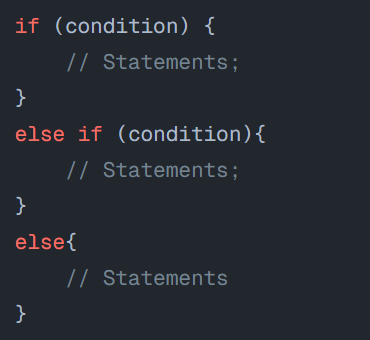 if (condition) {
    // Statements;
}
else if (condition){
    // Statements;
}
else{
    // Statements
}